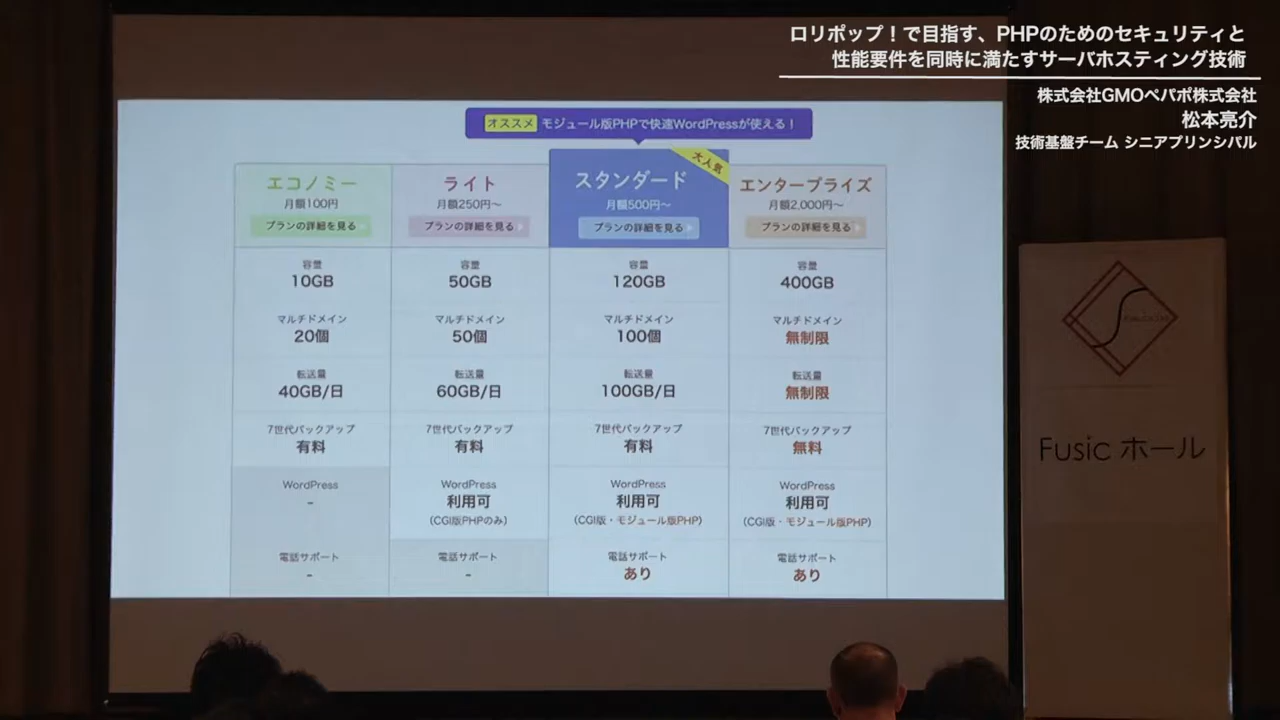 ロリポップ！で目指す、PHPのためのセキュリティと
性能要件を同時に満たすサーバホスティング技術
株式会社GMOペパボ株式会社
松本亮介
技術基盤チーム シニアプリンシパル
オススメ モジュール版PHPで快速WordPressが使える！
大人気
エコノミー
月額100円
プランの詳細を見る
容量
10GB
マルチドメイン
20個
転送量
40GB/日
7世代バックアップ
有料
WordPress
-
電話サポート
-
ライト
月額250円〜
プランの詳細を見る
容量
50GB
マルチドメイン
50個
転送量
60GB/日
7世代バックアップ
有料
WordPress
利用可
(CGI版PHPのみ)
電話サポート
-
スタンダード
月額500円〜
プランの詳細を見る
容量
120GB
マルチドメイン
100個
転送量
100GB/日
7世代バックアップ
有料
WordPress
利用可
(CGI版・モジュール版PHP)
電話サポート
あり
エンタープライズ
月額2,000円〜
プランの詳細を見る
容量
400GB
マルチドメイン
無制限
転送量
無制限
7世代バックアップ
無料
WordPress
利用可
(CGI版・モジュール版PHP)
電話サポート
あり
Fusic ホール